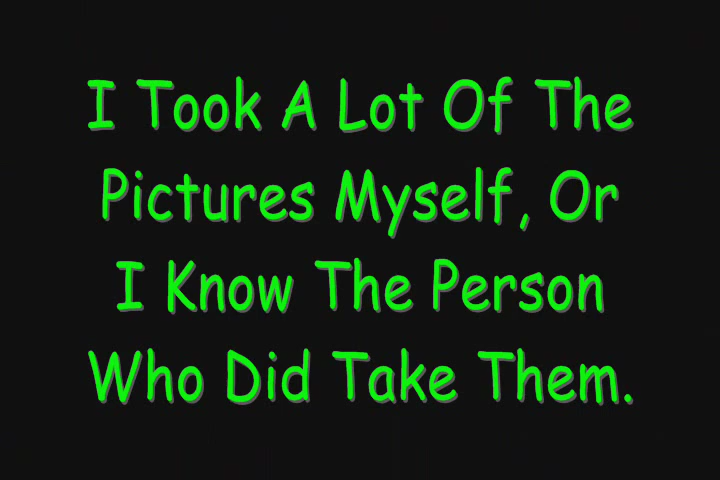 I Took A Lot Of The
Pictures Myself, Or
I Know The Person
Who Did Take Them.